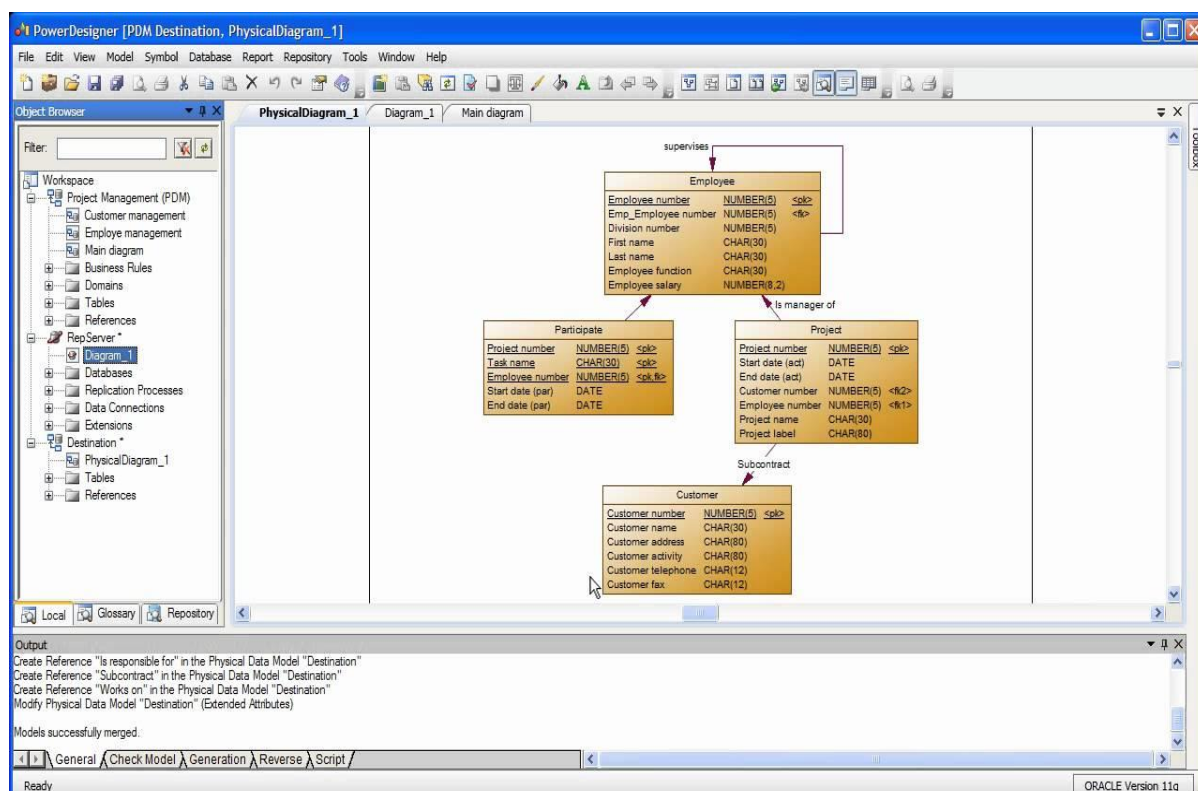 PowerDesigner [PDM Destination, PhysicalDiagram_1]
File Edit View Model Symbol Database Report Repository Tools Window Help
Object Browser
PhysicalDiagram_1 Diagram_1 Main diagram
Toolbox
Filter:
Workspace
Project Management (PDM)
Customer management
Employe management
Main diagram
Business Rules
Domains
Tables
References
RepServer *
Diagram_1
Databases
Replication Processes
Data Connections
Extensions
Destination *
PhysicalDiagram_1
Tables
References
Local Glossary Repository
supervises
Employee
Employee number NUMBER(5) <pk>
Emp_Employee number NUMBER(5) <fk>
Division number NUMBER(5)
First name CHAR(30)
Last name CHAR(30)
Employee function CHAR(30)
Employee salary NUMBER(8,2)
Is manager of
Participate
Project number NUMBER(5) <pk>
Task name CHAR(30) <pk>
Employee number NUMBER(5) <pk,fk>
Start date (par) DATE
End date (par) DATE
Project
Project number NUMBER(5) <pk>
Start date (act) DATE
End date (act) DATE
Customer number NUMBER(5) <fk2>
Employee number NUMBER(5) <fk1>
Project name CHAR(30)
Project label CHAR(80)
Subcontract
Customer
Customer number NUMBER(5) <pk>
Customer name CHAR(30)
Customer address CHAR(80)
Customer activity CHAR(80)
Customer telephone CHAR(12)
Customer fax CHAR(12)
Output
Create Reference "Is responsible for" in the Physical Data Model "Destination"
Create Reference "Subcontract" in the Physical Data Model "Destination"
Create Reference "Works on" in the Physical Data Model "Destination"
Modify Physical Data Model "Destination" (Extended Attributes)
Models successfully merged.
General Check Model Generation Reverse Script
Ready
ORACLE Version 11g